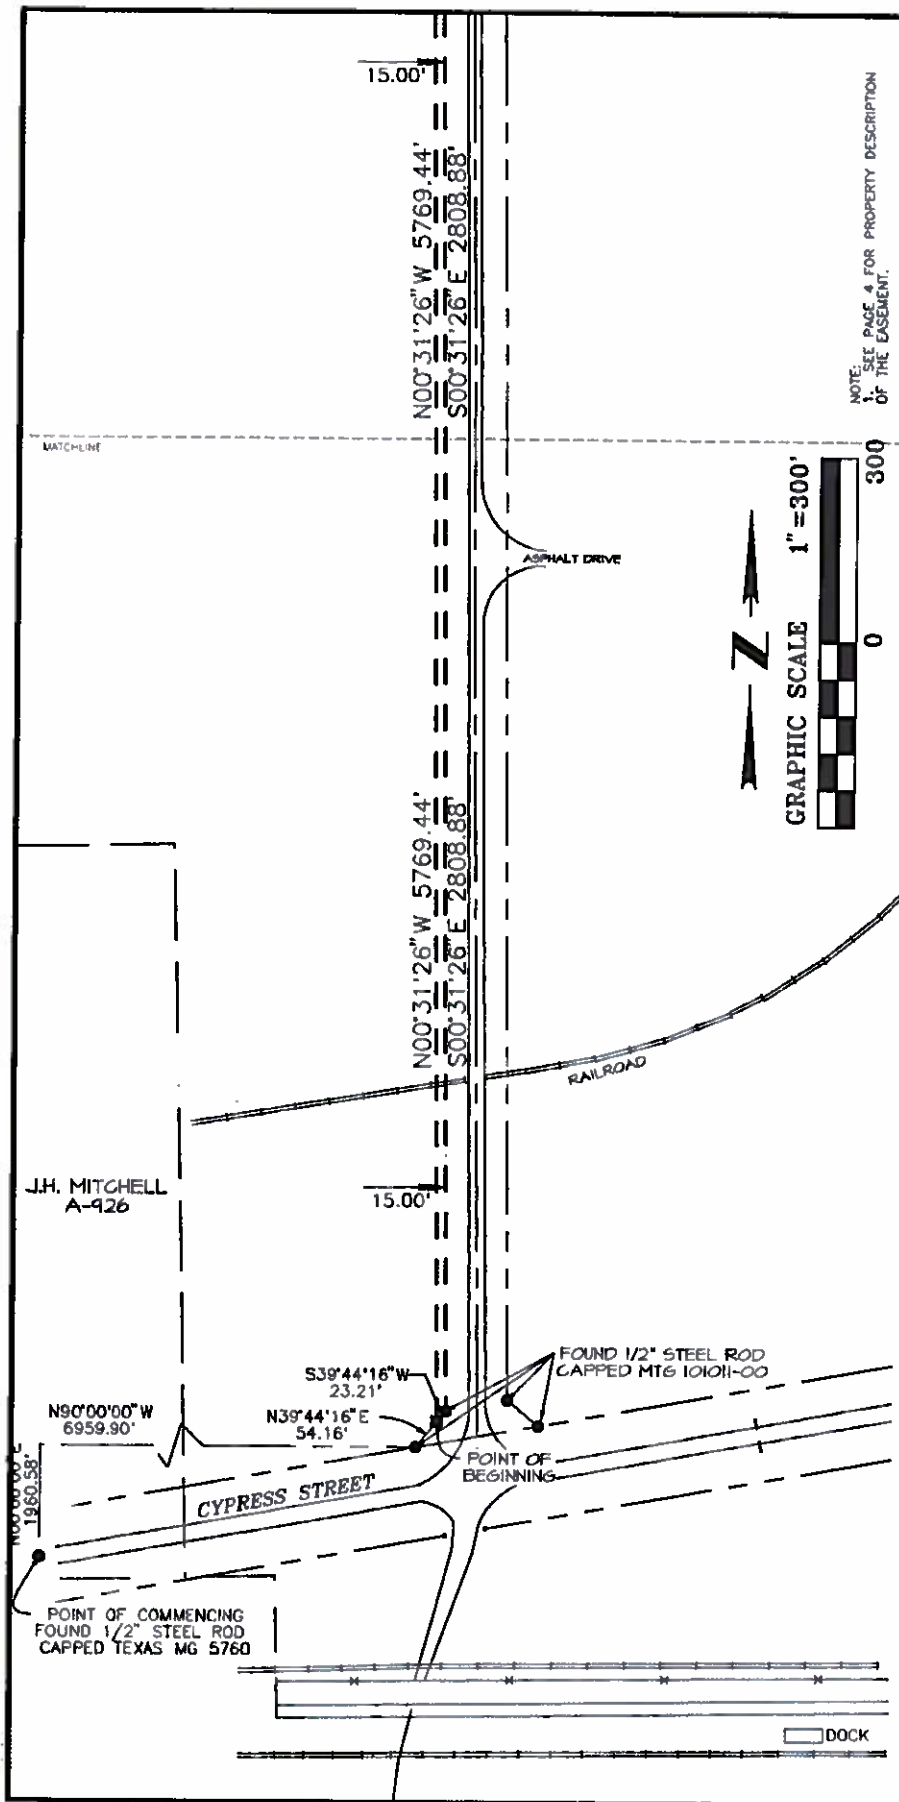 15.00'
N00°31'26"W 5769.44'
S00°31'26"E 2808.88'
NOTE:
1. SEE PAGE 4 FOR PROPERTY DESCRIPTION
OF THE EASEMENT.
MATCHLINE
ASPHALT DRIVE
Z
GRAPHIC SCALE 1"=300'
0 300
N00°31'26"W 5769.44'
S00°31'26"E 2808.88'
RAILROAD
J.H. MITCHELL
A-926
15.00'
FOUND 1/2" STEEL ROD
CAPPED MTG 101011-00
S39°44'16"W
23.21'
N90°00'00"W
6959.90'
N39°44'16"E
54.16'
POINT OF
BEGINNING
N00°00'00"E
1960.58'
CYPRESS STREET
POINT OF COMMENCING
FOUND 1/2" STEEL ROD
CAPPED TEXAS MG 5760
DOCK